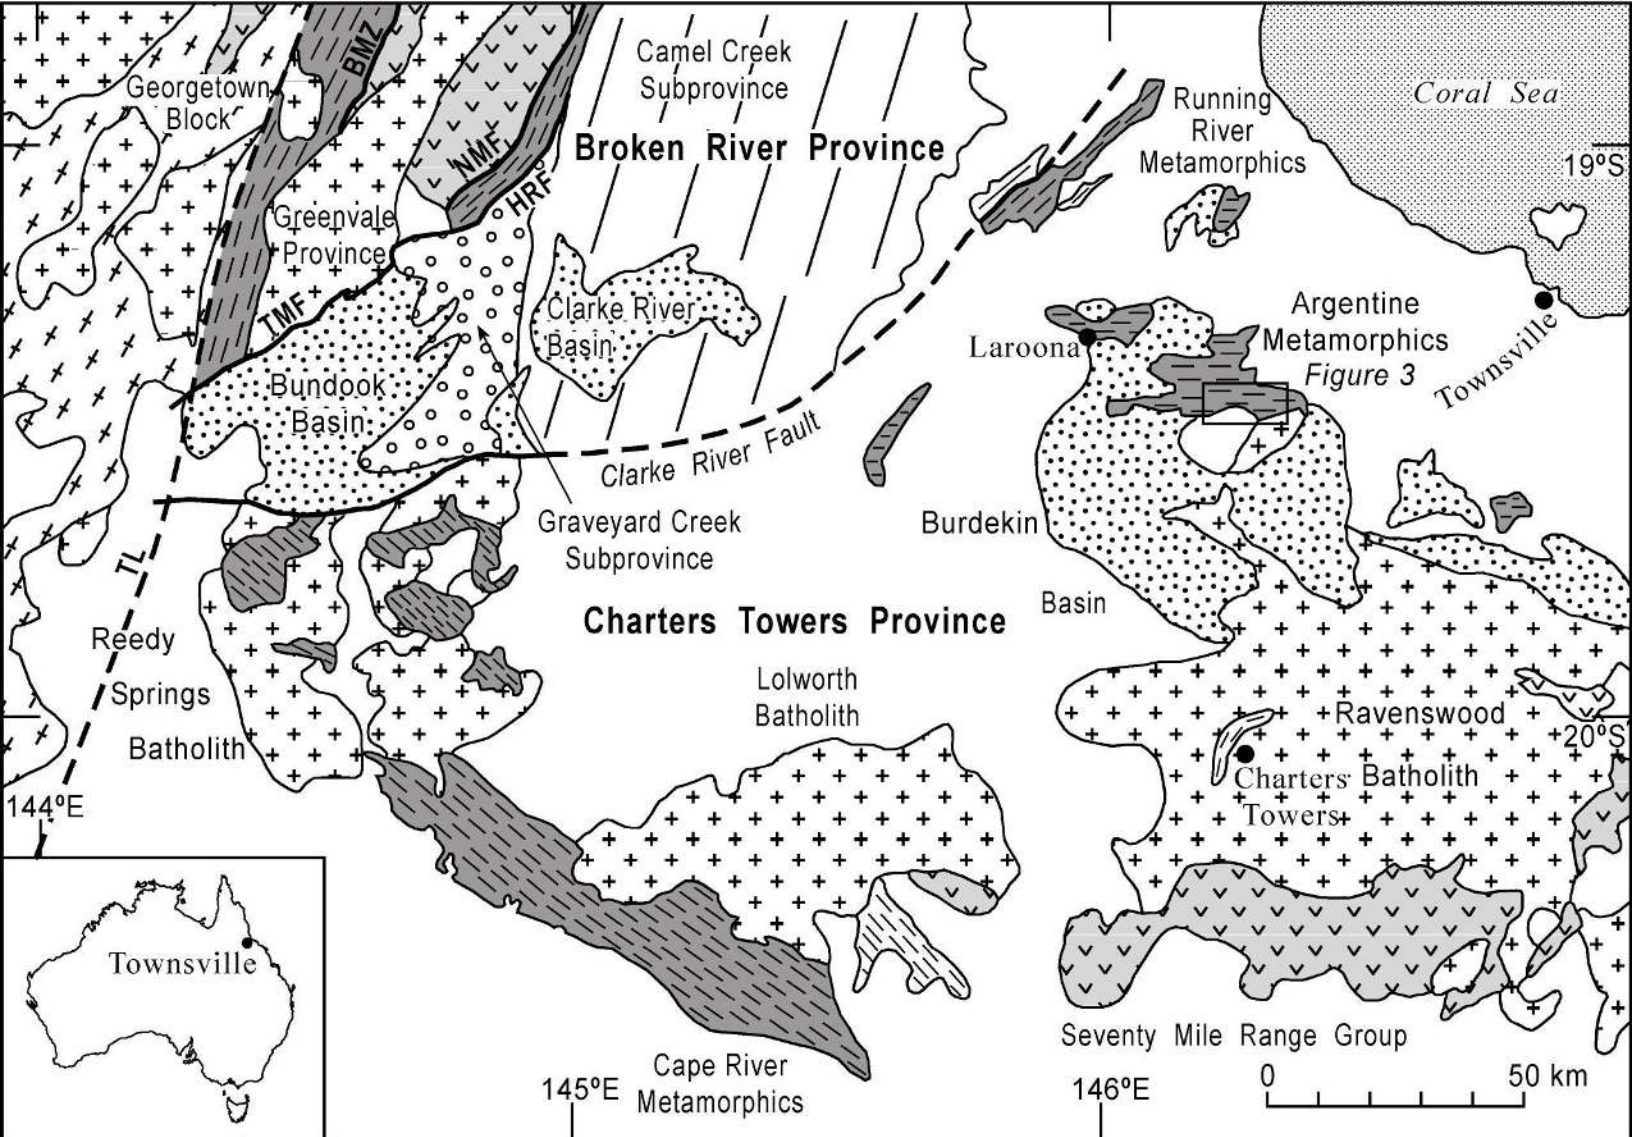 BMZ
Camel Creek
Subprovince
Coral Sea
Georgetown
Block
Running
River
Metamorphics
NMF
Broken River Province
19ºS
HRF
Greenvale
Province
TMF
Clarke River
Basin
Argentine
Metamorphics
Figure 3
Laroona
Townsville
Bundook
Basin
Clarke River Fault
Graveyard Creek
Subprovince
Burdekin
Basin
TL
Charters Towers Province
Reedy
Springs
Batholith
Lolworth
Batholith
Ravenswood
Batholith
20ºS
Charters
Towers
144ºE
Townsville
Seventy Mile Range Group
Cape River
Metamorphics
145ºE
146ºE
0 50 km